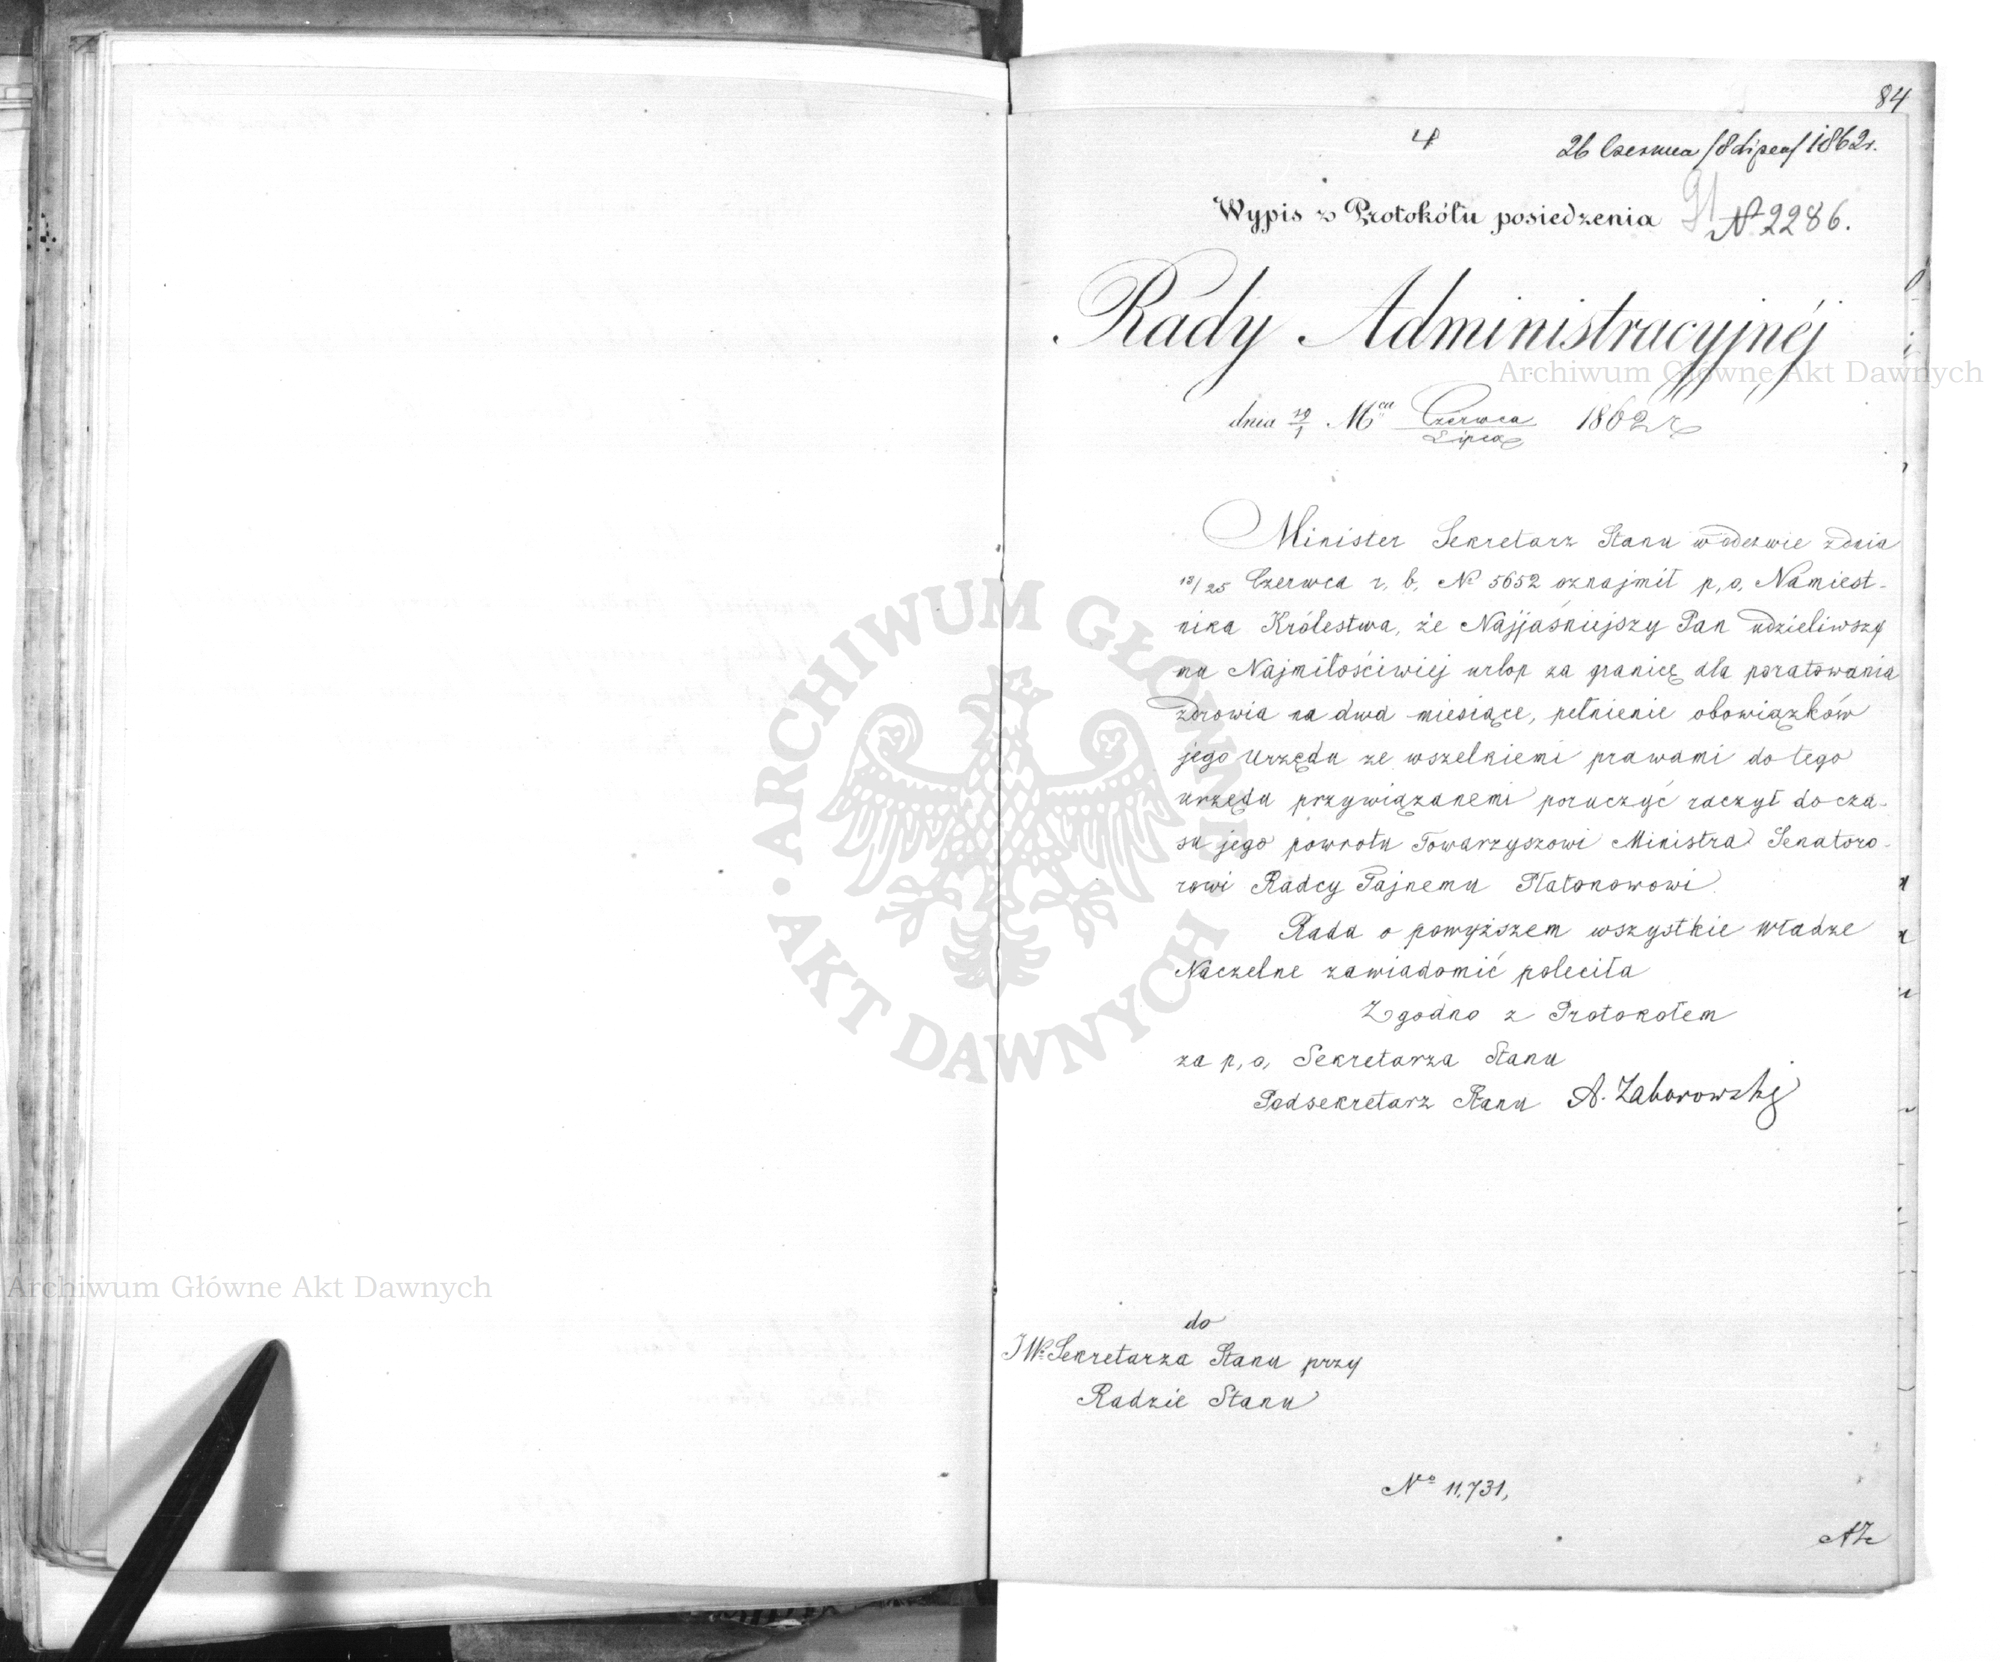 84
4
26 Czerwca /8 Lipca/ 1862 r.
Wypis z Protokółu posiedzenia
91 № 2286.
Rady Administracyjnéj
Archiwum Główne Akt Dawnych
dnia 19/1 Mca Czerwca/Lipca 1862 r
Minister Sekretarz Stanu w odezwie z dnia
13/25 Czerwca r. b. № 5652 oznajmił p. o. Namiest-
nika Królestwa, że Najjaśniejszy Pan udzieliwszy
mu Najmiłościwiej urlop za granicę dla poratowania
zdrowia na dwa miesiące, pełnienie obowiązków
jego Urzędu ze wszelkiemi prawami do tego
urzędu przywiązanemi poruczyć raczył do cza-
su jego powrotu Towarzyszowi Ministra Senatoro-
rowi Radcy Tajnemu Płatonowowi.
Rada o powyższem wszystkie Władze
Naczelne zawiadomić poleciła
Zgodno z Protokołem
za p. o. Sekretarza Stanu
Podsekretarz Stanu A. Zaborowski
ARCHIWUM GŁÓWNE • AKT DAWNYCH •
Archiwum Główne Akt Dawnych
do
JW. Sekretarza Stanu przy
Radzie Stanu
No 11,731,